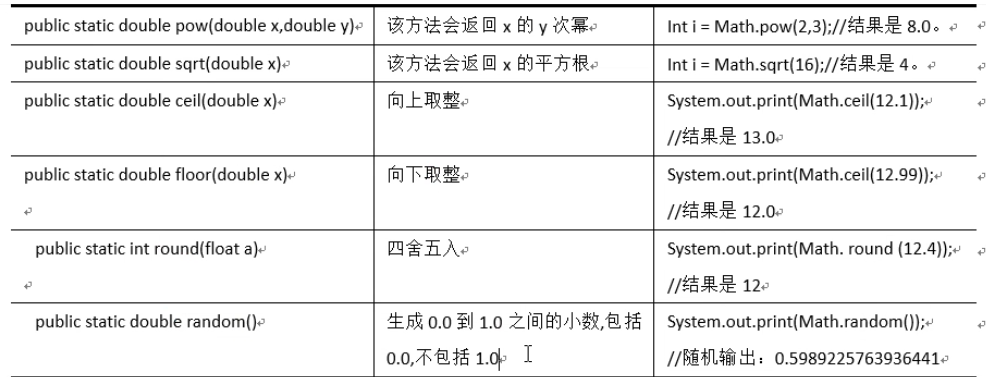 public static double pow(double x,double y) 该方法会返回 x 的 y 次幂 Int i = Math.pow(2,3);//结果是 8.0。
public static double sqrt(double x) 该方法会返回 x 的平方根 Int i = Math.sqrt(16);//结果是 4。
public static double ceil(double x) 向上取整 System.out.print(Math.ceil(12.1));
//结果是 13.0
public static double floor(double x) 向下取整 System.out.print(Math.ceil(12.99));
//结果是 12.0
public static int round(float a) 四舍五入 System.out.print(Math. round (12.4));
//结果是 12
public static double random() 生成 0.0 到 1.0 之间的小数,包括 System.out.print(Math.random());
0.0,不包括 1.0 //随机输出：0.5989225763936441